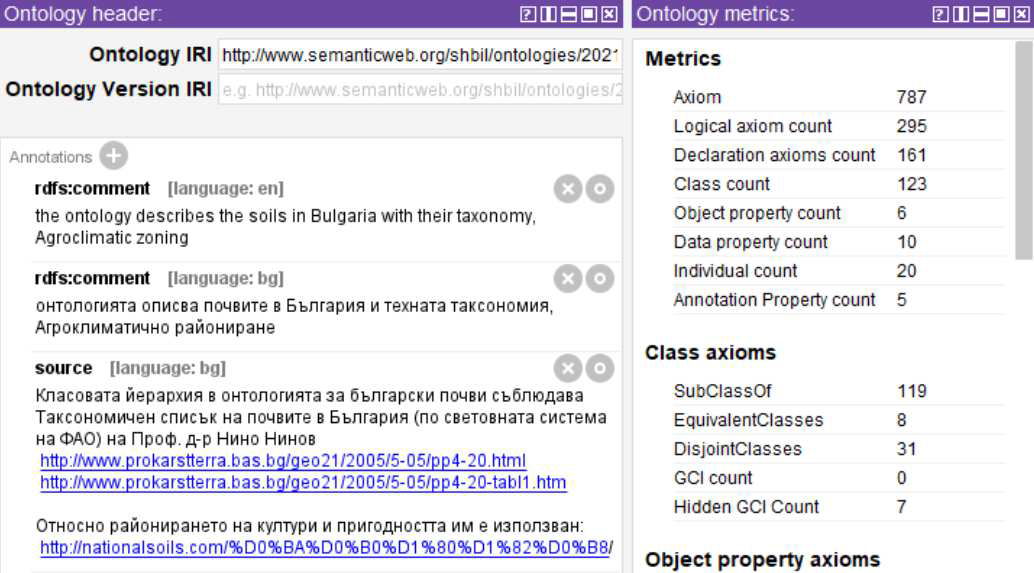 Ontology header:
Ontology IRI http://www.semanticweb.org/shbil/ontologies/2021
Ontology Version IRI e.g. http://www.semanticweb.org/shbil/ontologies/2
Annotations
rdfs:comment [language: en]
the ontology describes the soils in Bulgaria with their taxonomy,
Agroclimatic zoning
rdfs:comment [language: bg]
онтологията описва почвите в България и техната таксономия,
Агроклиматично райониране
source [language: bg]
Класовата йерархия в онтологията за български почви съблюдава
Таксономичен списък на почвите в България (по световната система
на ФАО) на Проф. д-р Нино Нинов
http://www.prokarstterra.bas.bg/geo21/2005/5-05/pp4-20.html
http://www.prokarstterra.bas.bg/geo21/2005/5-05/pp4-20-tabl1.htm
Относно районирането на култури и пригодността им е използван:
http://nationalsoils.com/%D0%BA%D0%B0%D1%80%D1%82%D0%B8/
Ontology metrics:
Metrics
Axiom 787
Logical axiom count 295
Declaration axioms count 161
Class count 123
Object property count 6
Data property count 10
Individual count 20
Annotation Property count 5
Class axioms
SubClassOf 119
EquivalentClasses 8
DisjointClasses 31
GCI count 0
Hidden GCI Count 7
Object property axioms